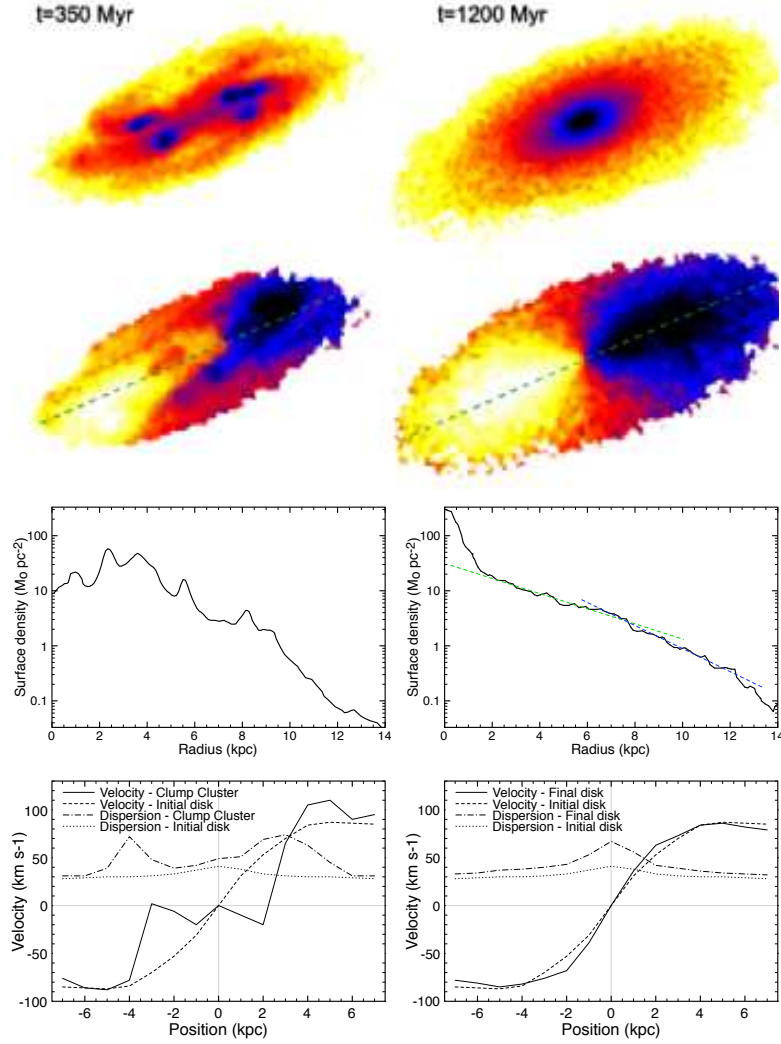 t=350 Myr
t=1200 Myr
Surface density (M₀ pc⁻²)
100
10
1
0.1
0 2 4 6 8 10 12 14
Radius (kpc)
Surface density (M₀ pc⁻²)
100
10
1
0.1
0 2 4 6 8 10 12 14
Radius (kpc)
Velocity (km s-1)
100
50
0
-50
-100
Velocity - Clump Cluster
Velocity - Initial disk
Dispersion - Clump Cluster
Dispersion - Initial disk
-6 -4 -2 0 2 4 6
Position (kpc)
Velocity (km s-1)
100
50
0
-50
-100
Velocity - Final disk
Velocity - Initial disk
Dispersion - Final disk
Dispersion - Initial disk
-6 -4 -2 0 2 4 6
Position (kpc)